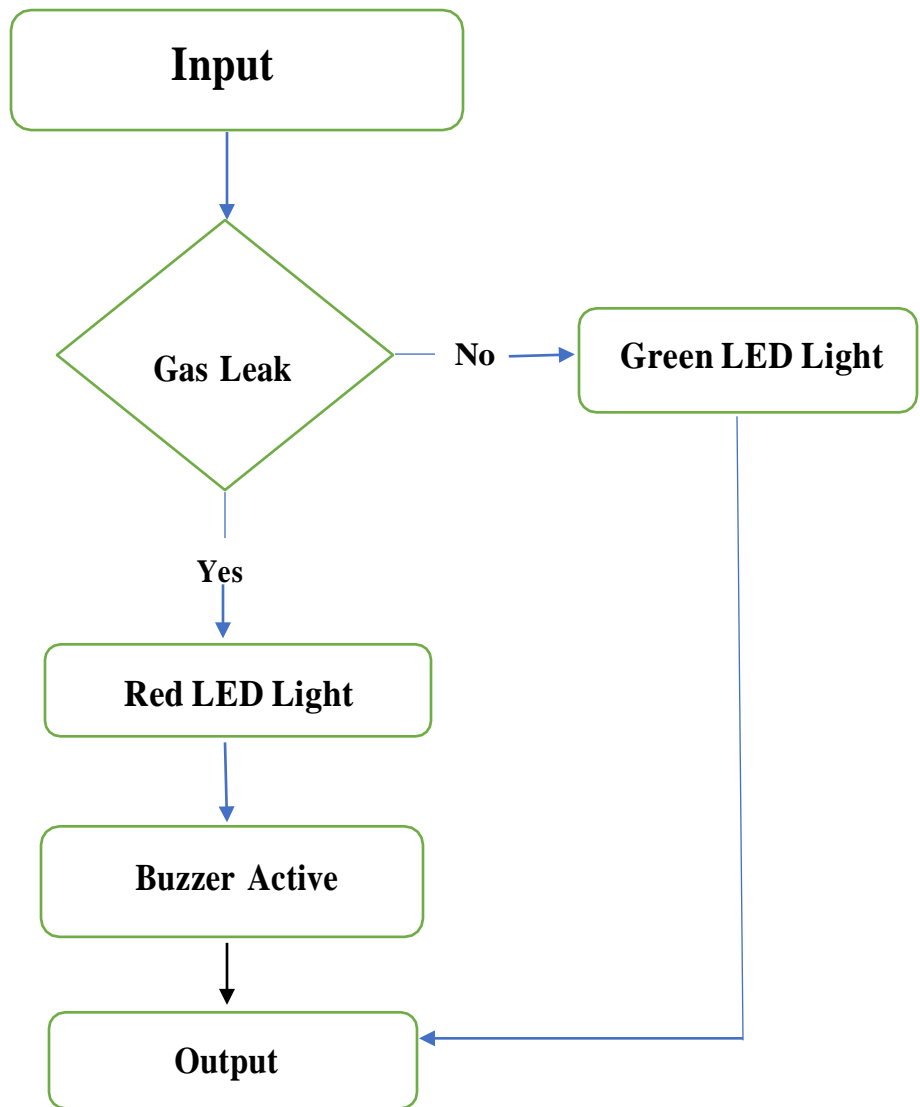 Input
Gas Leak
No
Green LED Light
Yes
Red LED Light
Buzzer Active
Output